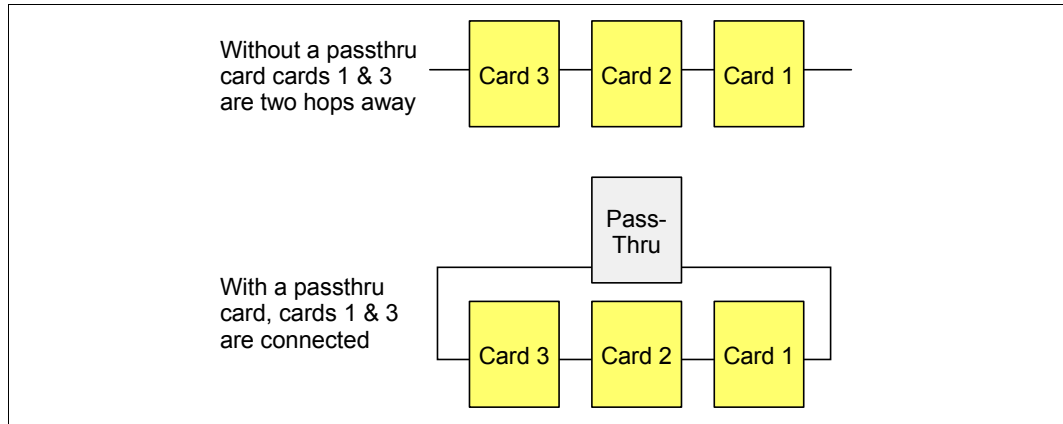 Without a passthru
card cards 1 & 3
are two hops away
Card 3
Card 2
Card 1
Pass-
Thru
With a passthru
card, cards 1 & 3
are connected
Card 3
Card 2
Card 1